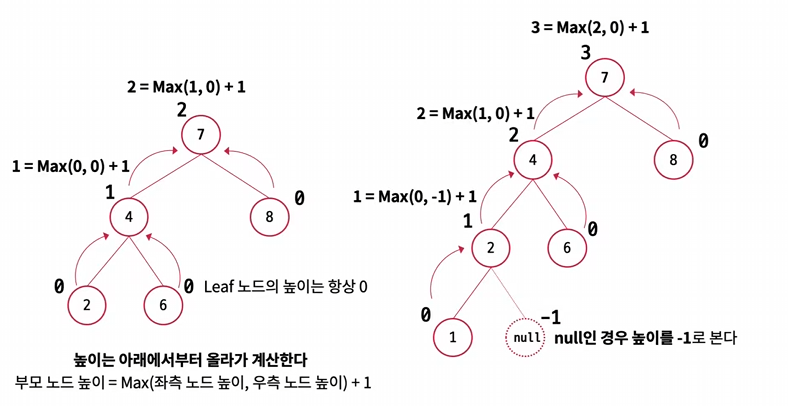 2 = Max(1, 0) + 1
2
7
1 = Max(0, 0) + 1
1
4
8
0
0
2
6
0
Leaf 노드의 높이는 항상 0
높이는 아래에서부터 올라가 계산한다
부모 노드 높이 = Max(좌측 노드 높이, 우측 노드 높이) + 1
3 = Max(2, 0) + 1
3
7
2 = Max(1, 0) + 1
2
4
8
0
1 = Max(0, -1) + 1
1
2
6
0
0
1
null
-1
null인 경우 높이를 -1로 본다